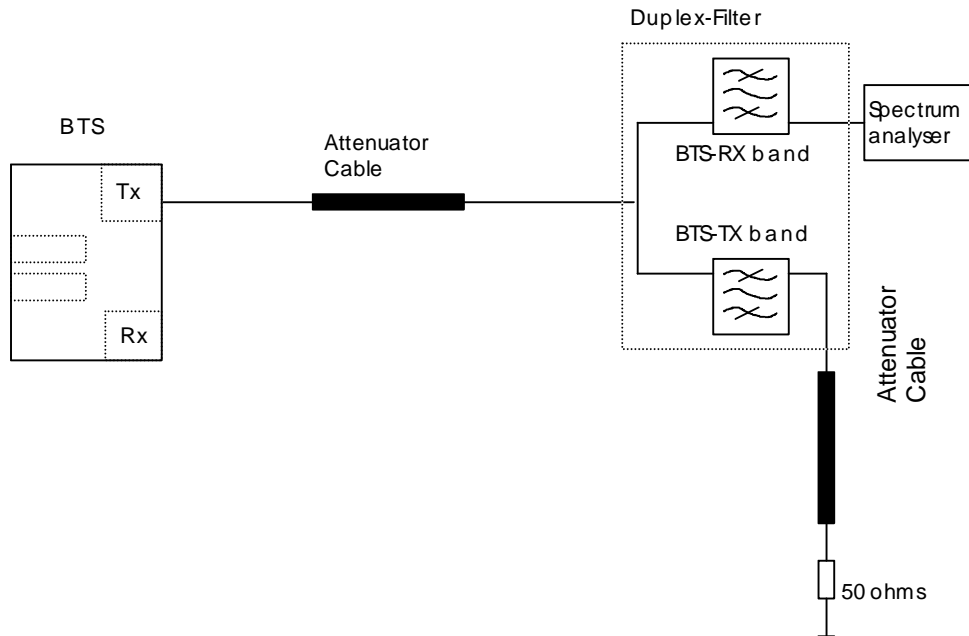 Duplex-Filter
BTS
Tx
Rx
Attenuator
Cable
BTS-RX band
Spectrum
analyser
BTS-TX band
Attenuator
Cable
50 ohms